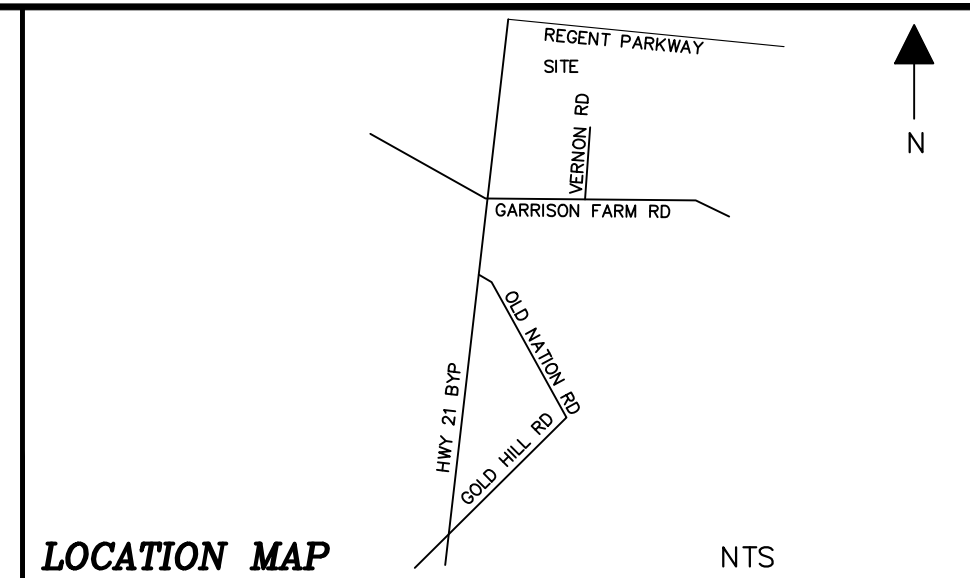 REGENT PARKWAY
SITE
VERNON RD
N
GARRISON FARM RD
OLD NATION RD
HWY 21 BYP
GOLD HILL RD
LOCATION MAP
NTS